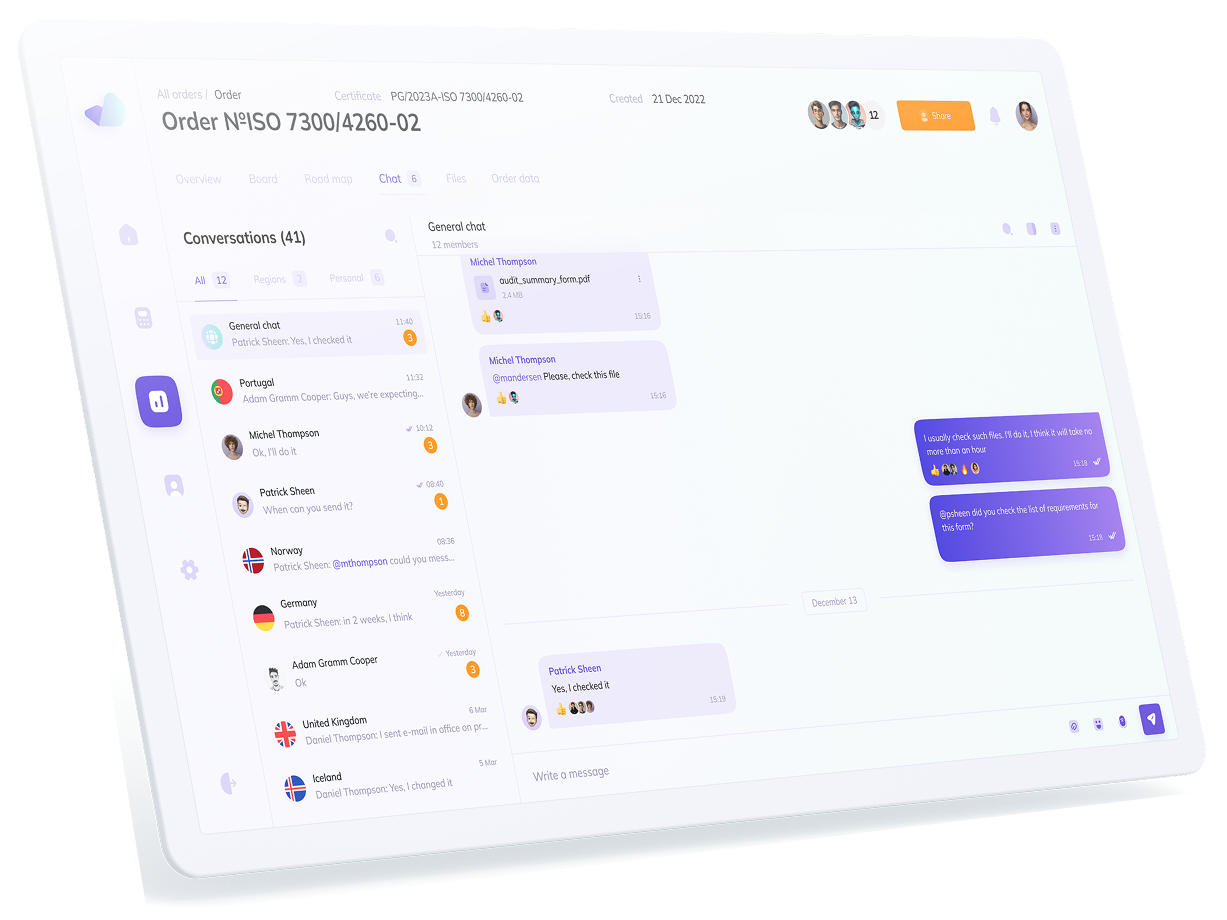 All orders / Order
Certificate PG/2023A-ISO 7300/4260-02
Created 21 Dec 2022
Order NºISO 7300/4260-02
12
Share
Overview
Board
Road map
Chat 6
Files
Order data
Conversations (41)
All 12
Regions 2
Personal 6
General chat 11:40
Patrick Sheen: Yes, I checked it 3
Portugal 11:32
Adam Gramm Cooper: Guys, we're expecting...
Michel Thompson 10:12
Ok, I'll do it 3
Patrick Sheen 08:40
When can you send it? 1
Norway 08:36
Patrick Sheen: @mthompson could you mess...
Germany Yesterday
Patrick Sheen: in 2 weeks, I think 8
Adam Gramm Cooper Yesterday
Ok 3
United Kingdom 6 Mar
Daniel Thompson: I sent e-mail in office on pr...
Iceland 5 Mar
Daniel Thompson: Yes, I changed it
General chat
12 members
Michel Thompson
audit_summary_form.pdf
2.4 MB
15:16
Michel Thompson
@mandersen Please, check this file
15:16
I usually check such files. I'll do it, I think it will take no
more than an hour
15:18
@psheen did you check the list of requirements for
this form?
15:18
December 13
Patrick Sheen
Yes, I checked it
15:19
Write a message